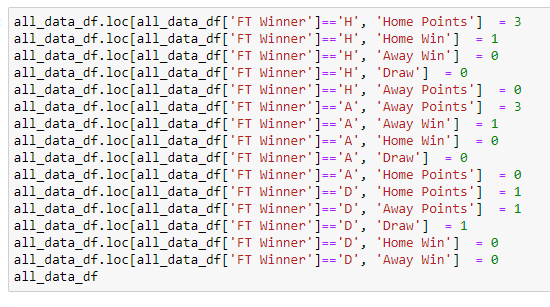 all_data_df.loc[all_data_df['FT Winner']=='H', 'Home Points']  = 3
all_data_df.loc[all_data_df['FT Winner']=='H', 'Home Win']  = 1
all_data_df.loc[all_data_df['FT Winner']=='H', 'Away Win']  = 0
all_data_df.loc[all_data_df['FT Winner']=='H', 'Draw']  = 0
all_data_df.loc[all_data_df['FT Winner']=='H', 'Away Points']  = 0
all_data_df.loc[all_data_df['FT Winner']=='A', 'Away Points']  = 3
all_data_df.loc[all_data_df['FT Winner']=='A', 'Away Win']  = 1
all_data_df.loc[all_data_df['FT Winner']=='A', 'Home Win']  = 0
all_data_df.loc[all_data_df['FT Winner']=='A', 'Draw']  = 0
all_data_df.loc[all_data_df['FT Winner']=='A', 'Home Points']  = 0
all_data_df.loc[all_data_df['FT Winner']=='D', 'Home Points']  = 1
all_data_df.loc[all_data_df['FT Winner']=='D', 'Away Points']  = 1
all_data_df.loc[all_data_df['FT Winner']=='D', 'Draw']  = 1
all_data_df.loc[all_data_df['FT Winner']=='D', 'Home Win']  = 0
all_data_df.loc[all_data_df['FT Winner']=='D', 'Away Win']  = 0
all_data_df